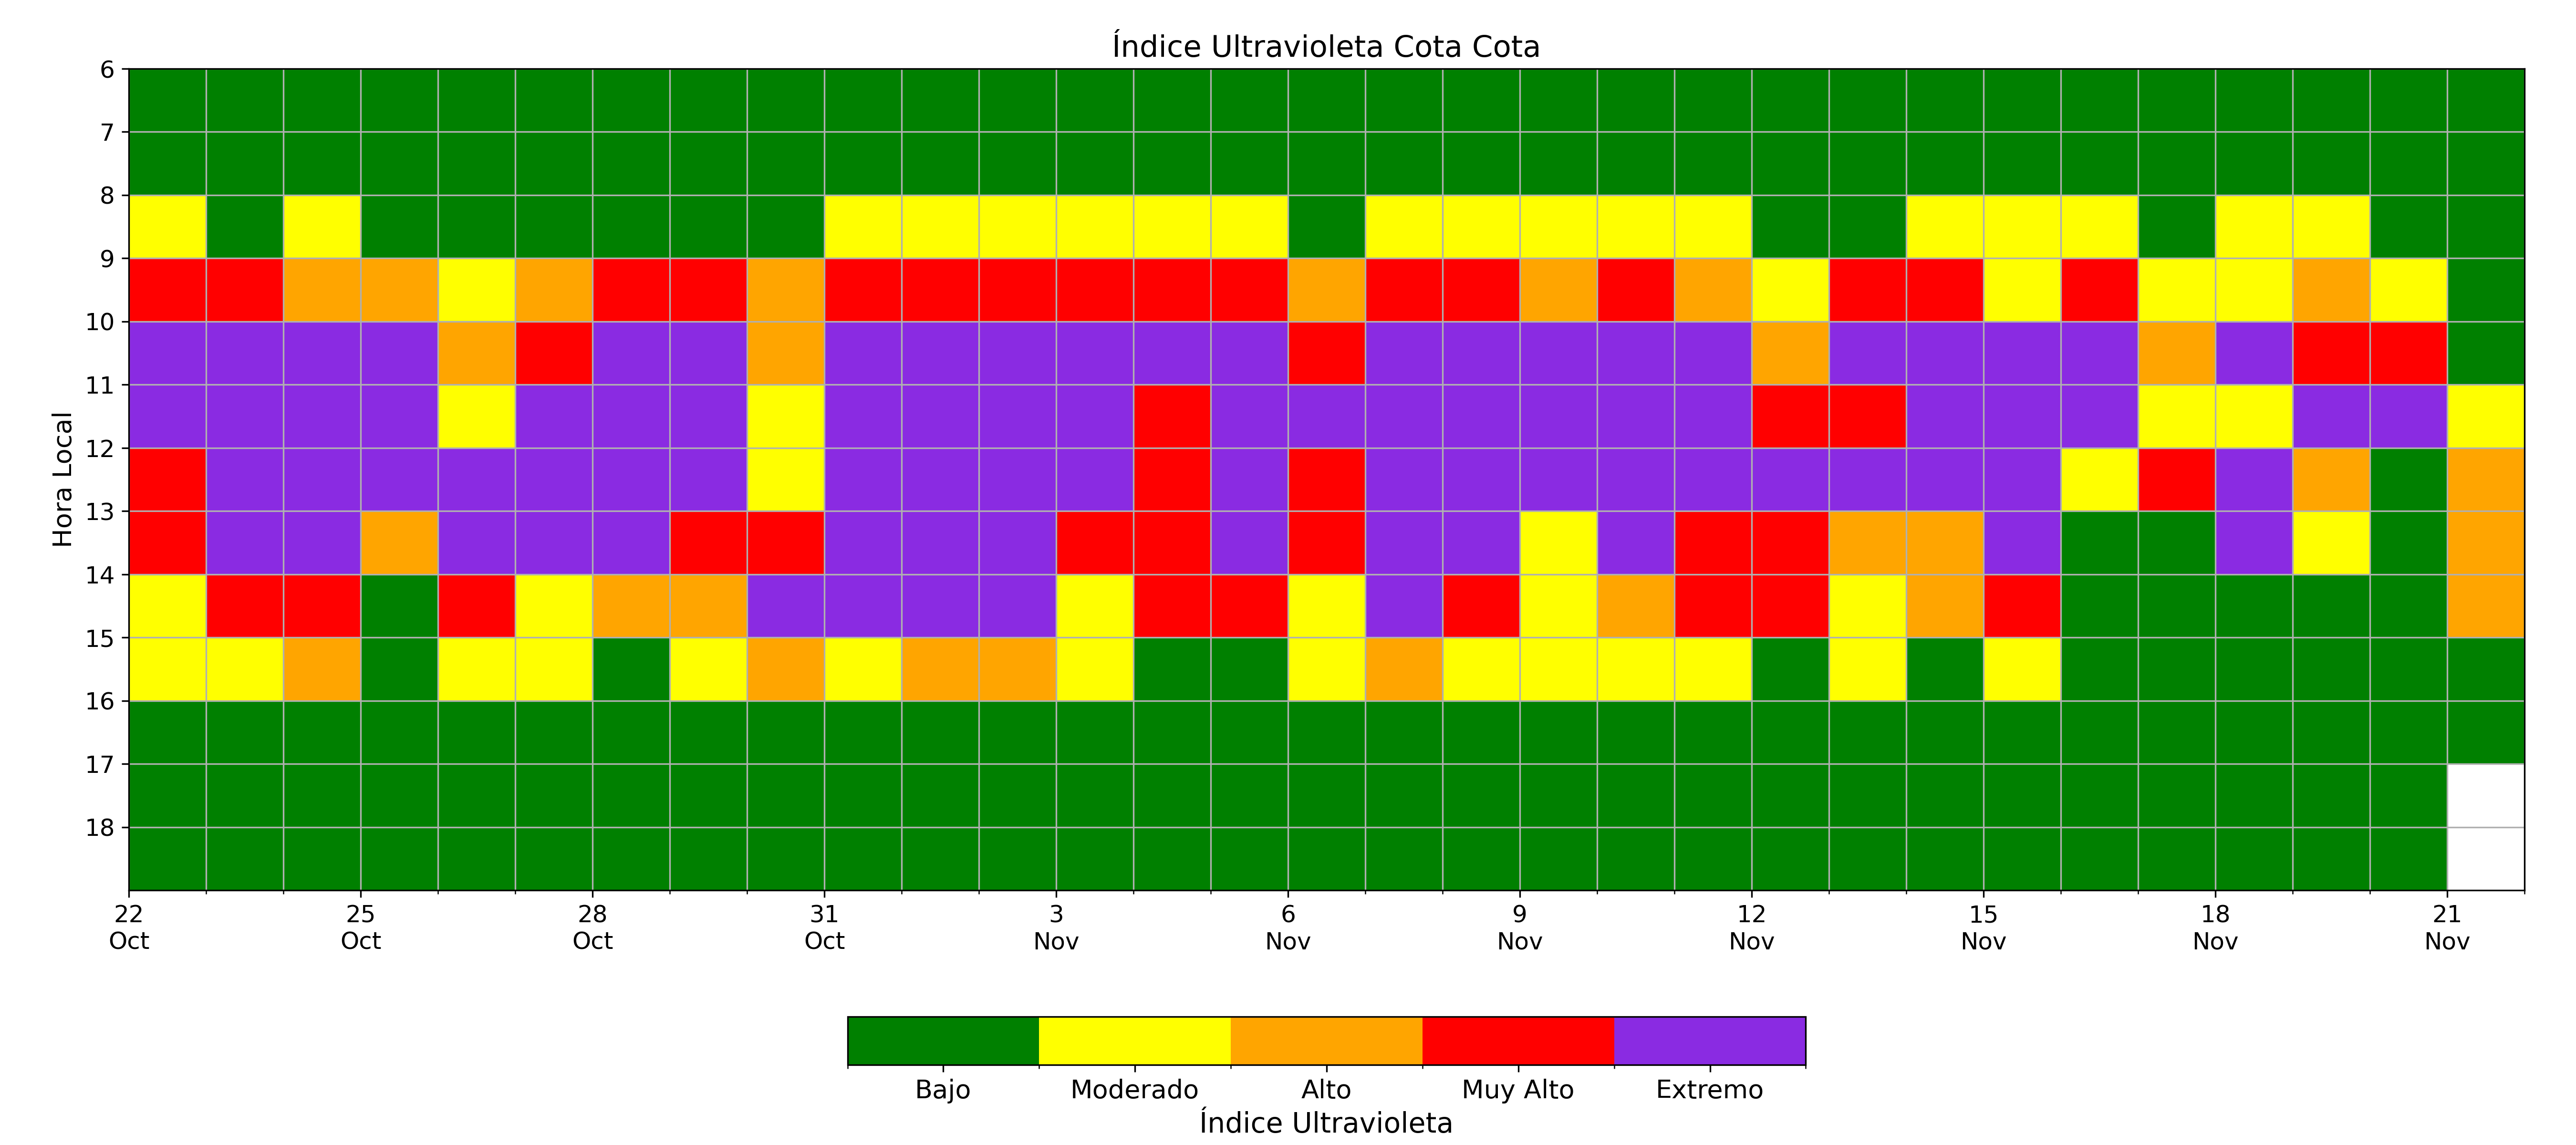 Índice Ultravioleta Cota Cota
Hora Local
6
7
8
9
10
11
12
13
14
15
16
17
18
22 25 28 31 3 6 9 12 15 18 21
Oct Oct Oct Oct Nov Nov Nov Nov Nov Nov Nov
Bajo Moderado Alto Muy Alto Extremo
Índice Ultravioleta